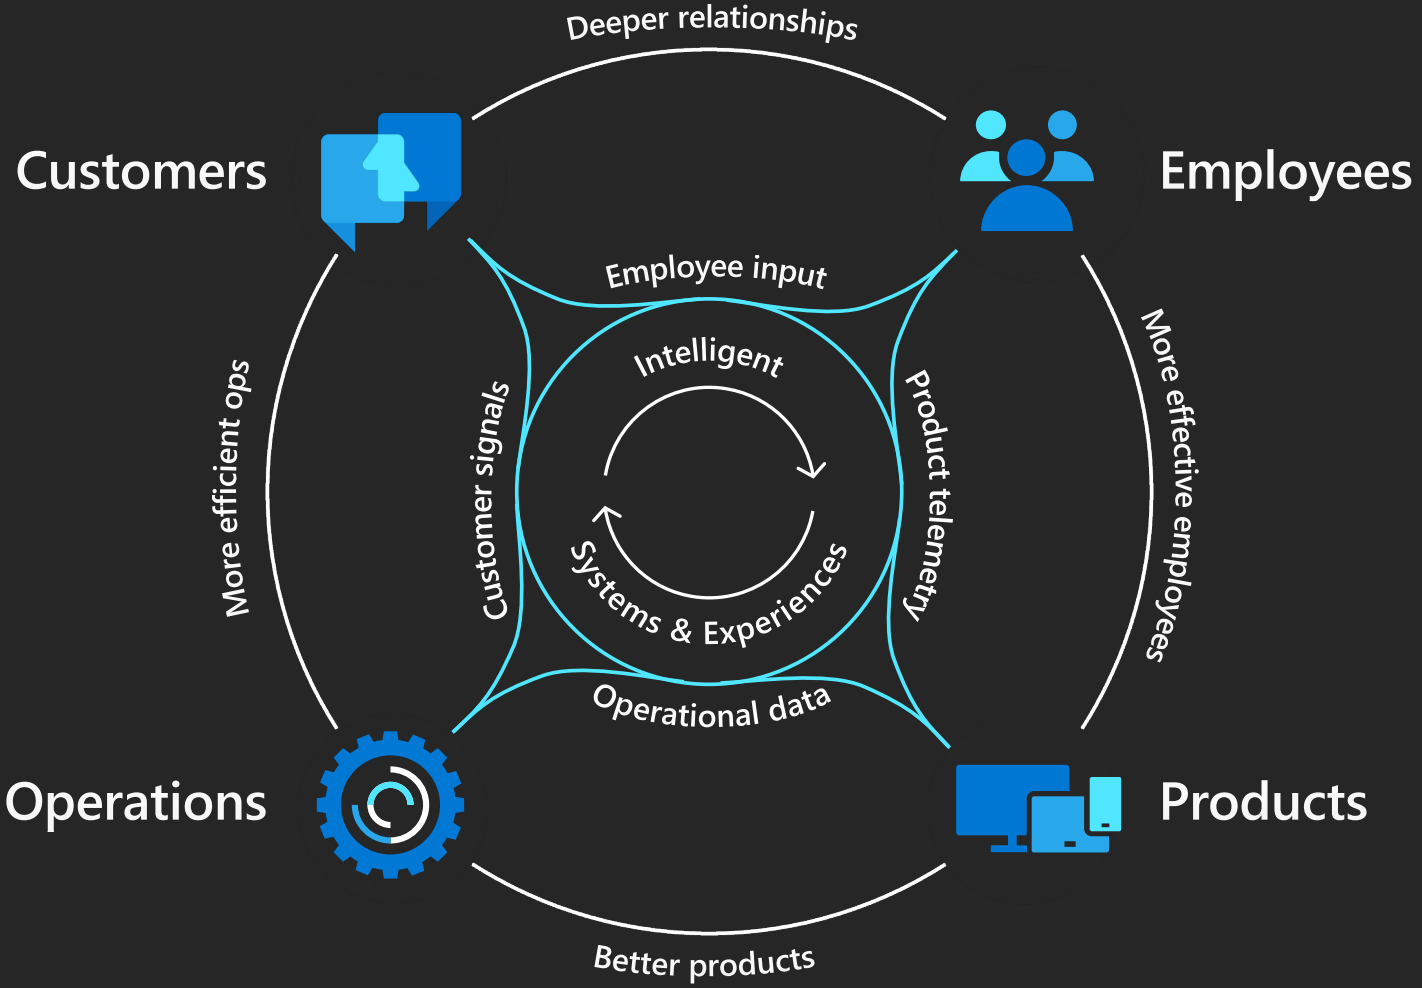 Deeper relationships
Customers
Employees
Employee input
Intelligent
More efficient ops
Customer signals
Product telemetry
More effective employees
Systems & Experiences
Operational data
Operations
Products
Better products